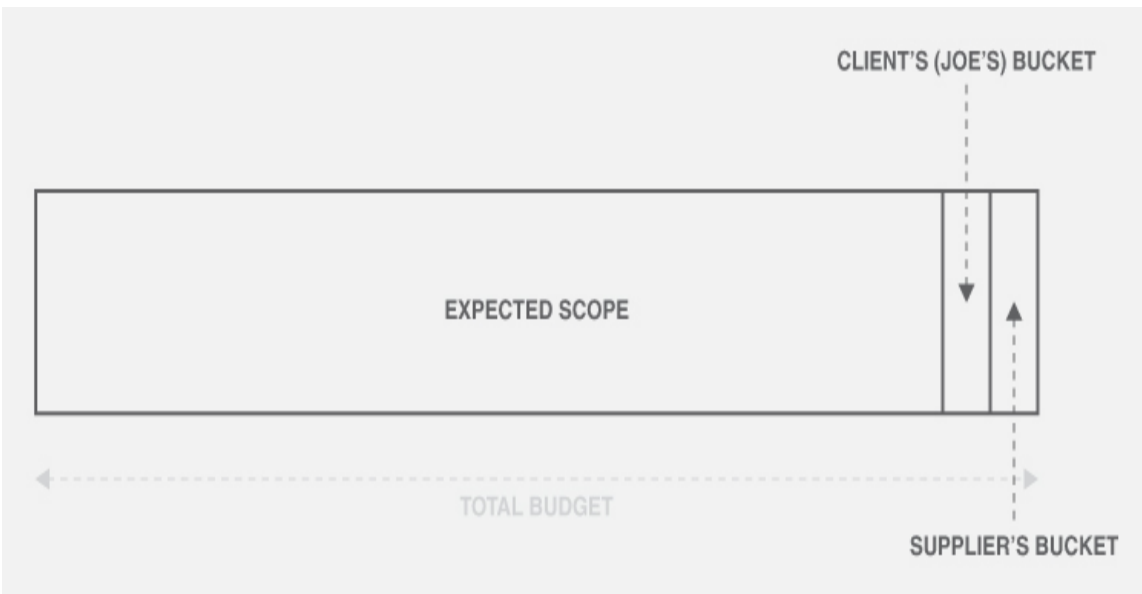 CLIENT'S (JOE'S) BUCKET
EXPECTED SCOPE
TOTAL BUDGET
SUPPLIER'S BUCKET